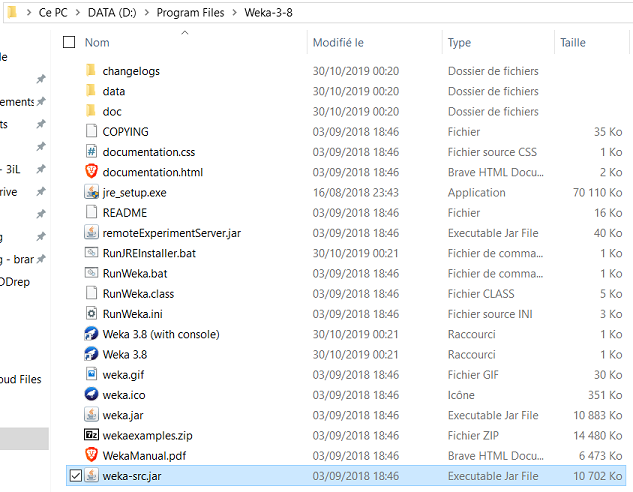 Ce PC > DATA (D:) > Program Files > Weka-3-8
Nom Modifié le Type Taille
changelogs 30/10/2019 00:20 Dossier de fichiers
data 30/10/2019 00:20 Dossier de fichiers
doc 30/10/2019 00:20 Dossier de fichiers
COPYING 03/09/2018 18:46 Fichier 35 Ko
documentation.css 03/09/2018 18:46 Fichier source CSS 1 Ko
documentation.html 03/09/2018 18:46 Brave HTML Docu... 2 Ko
jre_setup.exe 16/08/2018 23:43 Application 70 110 Ko
README 03/09/2018 18:46 Fichier 16 Ko
remoteExperimentServer.jar 03/09/2018 18:46 Executable Jar File 40 Ko
RunJREInstaller.bat 30/10/2019 00:21 Fichier de comma... 1 Ko
RunWeka.bat 03/09/2018 18:46 Fichier de comma... 1 Ko
RunWeka.class 03/09/2018 18:46 Fichier CLASS 5 Ko
RunWeka.ini 03/09/2018 18:46 Fichier source INI 3 Ko
Weka 3.8 (with console) 30/10/2019 00:21 Raccourci 1 Ko
Weka 3.8 30/10/2019 00:21 Raccourci 1 Ko
weka.gif 03/09/2018 18:46 Fichier GIF 30 Ko
weka.ico 03/09/2018 18:46 Icône 351 Ko
weka.jar 03/09/2018 18:46 Executable Jar File 10 883 Ko
wekaexamples.zip 03/09/2018 18:46 Fichier ZIP 14 480 Ko
WekaManual.pdf 03/09/2018 18:46 Brave HTML Docu... 6 473 Ko
weka-src.jar 03/09/2018 18:46 Executable Jar File 10 702 Ko
le
ements
ts
- 3iL
rive
g
g - bran
DDrep
oud Files